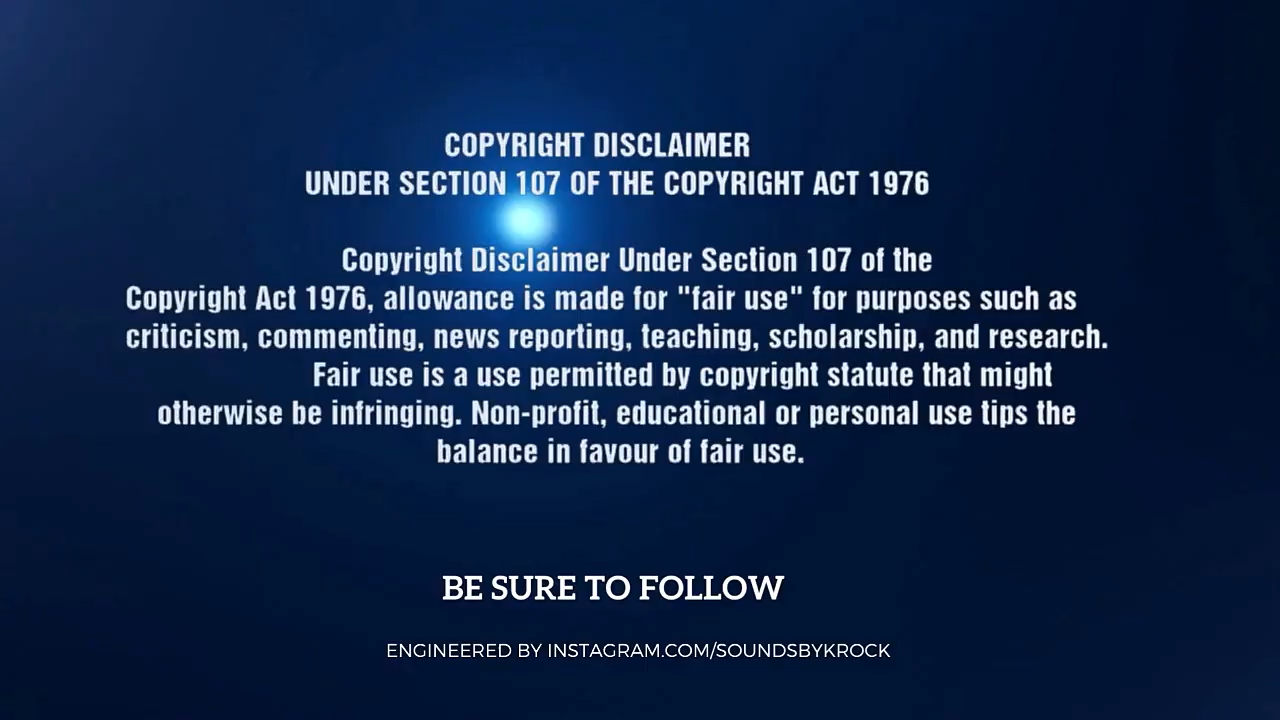 COPYRIGHT DISCLAIMER
UNDER SECTION 107 OF THE COPYRIGHT ACT 1976
Copyright Disclaimer Under Section 107 of the
Copyright Act 1976, allowance is made for "fair use" for purposes such as
criticism, commenting, news reporting, teaching, scholarship, and research.
Fair use is a use permitted by copyright statute that might
otherwise be infringing. Non-profit, educational or personal use tips the
balance in favour of fair use.
BE SURE TO FOLLOW
ENGINEERED BY INSTAGRAM.COM/SOUNDSBYKROCK